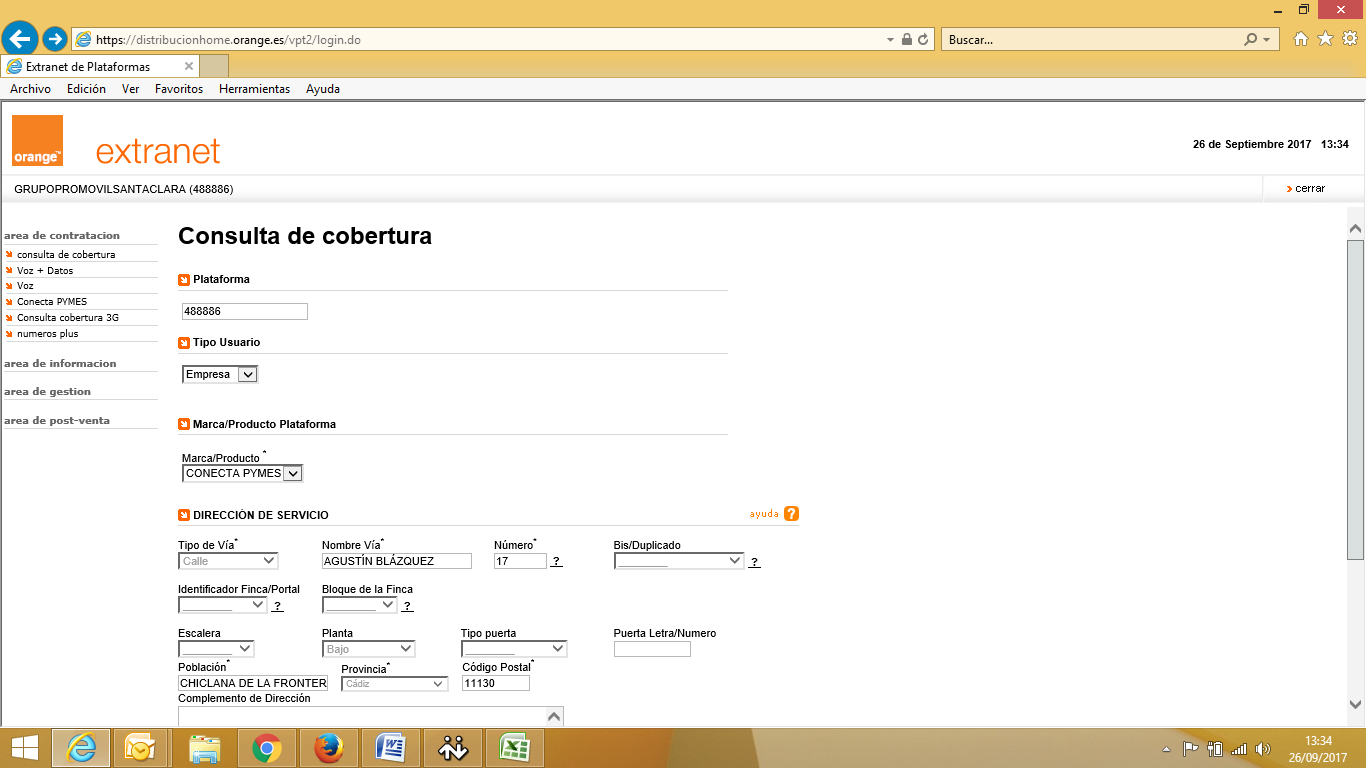 https://distribucionhome.orange.es/vpt2/login.do
Buscar...
Extranet de Plataformas
Archivo Edición Ver Favoritos Herramientas Ayuda
orange™
extranet
26 de Septiembre 2017 13:34
GRUPOPROMOVILSANTACLARA (488886)
cerrar
area de contratacion
consulta de cobertura
Voz + Datos
Voz
Conecta PYMES
Consulta cobertura 3G
numeros plus
area de informacion
area de gestion
area de post-venta
Consulta de cobertura
Plataforma
488886
Tipo Usuario
Empresa
Marca/Producto Plataforma
Marca/Producto *
CONECTA PYMES
DIRECCIÓN DE SERVICIO
ayuda ?
Tipo de Vía* Nombre Vía* Número* Bis/Duplicado
Calle AGUSTÍN BLÁZQUEZ 17 ? ________ ?
Identificador Finca/Portal Bloque de la Finca
________ ? ________ ?
Escalera Planta Tipo puerta Puerta Letra/Numero
________ Bajo ________
Población* Provincia* Código Postal*
CHICLANA DE LA FRONTER Cádiz 11130
Complemento de Dirección
13:34
26/09/2017